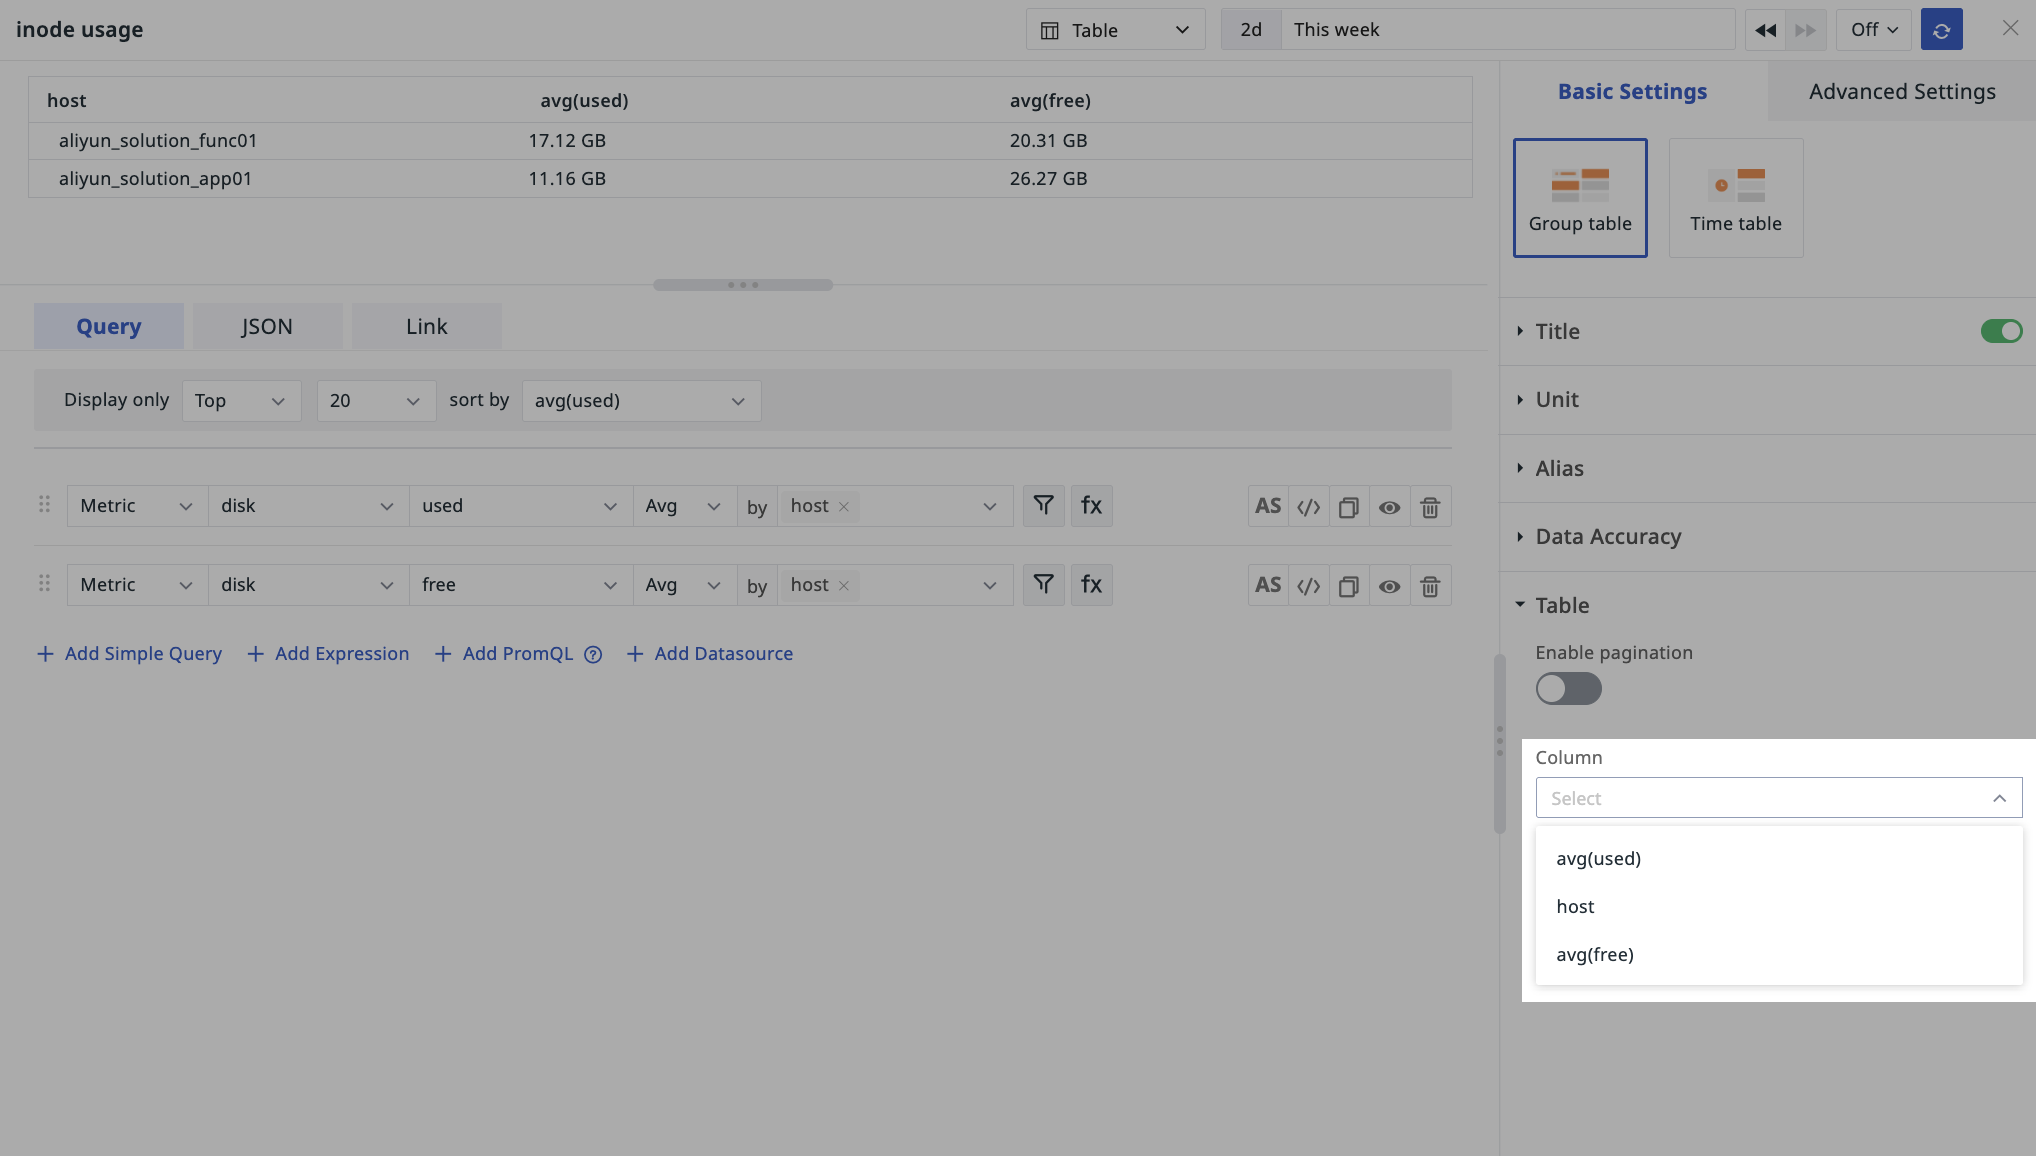 inode usage
Table
2d
This week
Off
host avg(used) avg(free)
aliyun_solution_func01 17.12 GB 20.31 GB
aliyun_solution_app01 11.16 GB 26.27 GB
Query JSON Link
Display only Top 20 sort by avg(used)
Metric disk used Avg by host × fx AS </>
Metric disk free Avg by host × fx AS </>
+ Add Simple Query + Add Expression + Add PromQL ? + Add Datasource
Basic Settings Advanced Settings
Group table Time table
Title
Unit
Alias
Data Accuracy
Table
Enable pagination
Column
Select
avg(used)
host
avg(free)